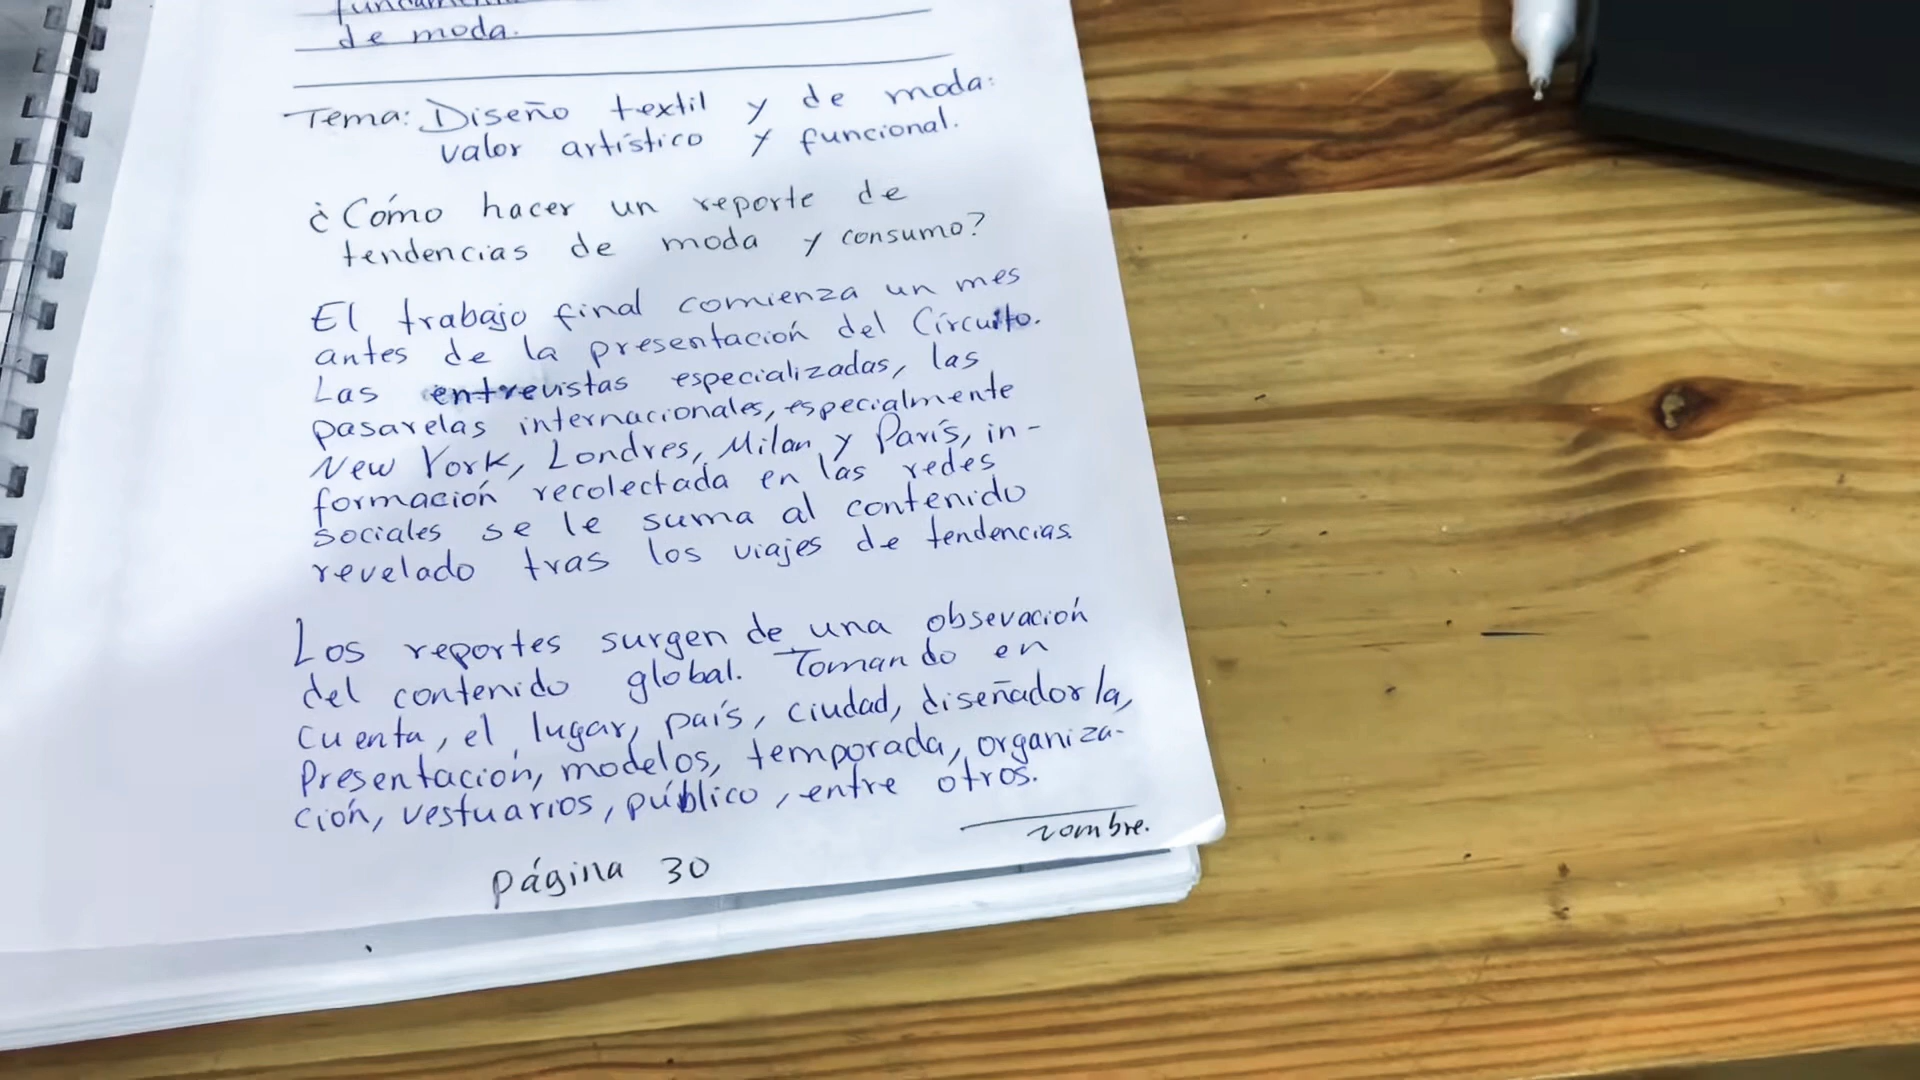 de moda.
Tema: Diseño textil y de moda:
valor artístico y funcional.
¿Cómo hacer un reporte de
tendencias de moda y consumo?
El trabajo final comienza un mes
antes de la presentación del Círcuito.
Las entrevistas especializadas, las
pasarelas internacionales, especialmente
New York, Londres, Milan y París, in-
formación recolectada en las redes
sociales se le suma al contenido
revelado tras los viajes de tendencias.
Los reportes surgen de una obsevación
del contenido global. Tomando en
cuenta, el lugar, país, ciudad, diseñador/a,
Presentación, modelos, temporada, organiza-
ción, vestuarios, público, entre otros.
nombre.
página 30